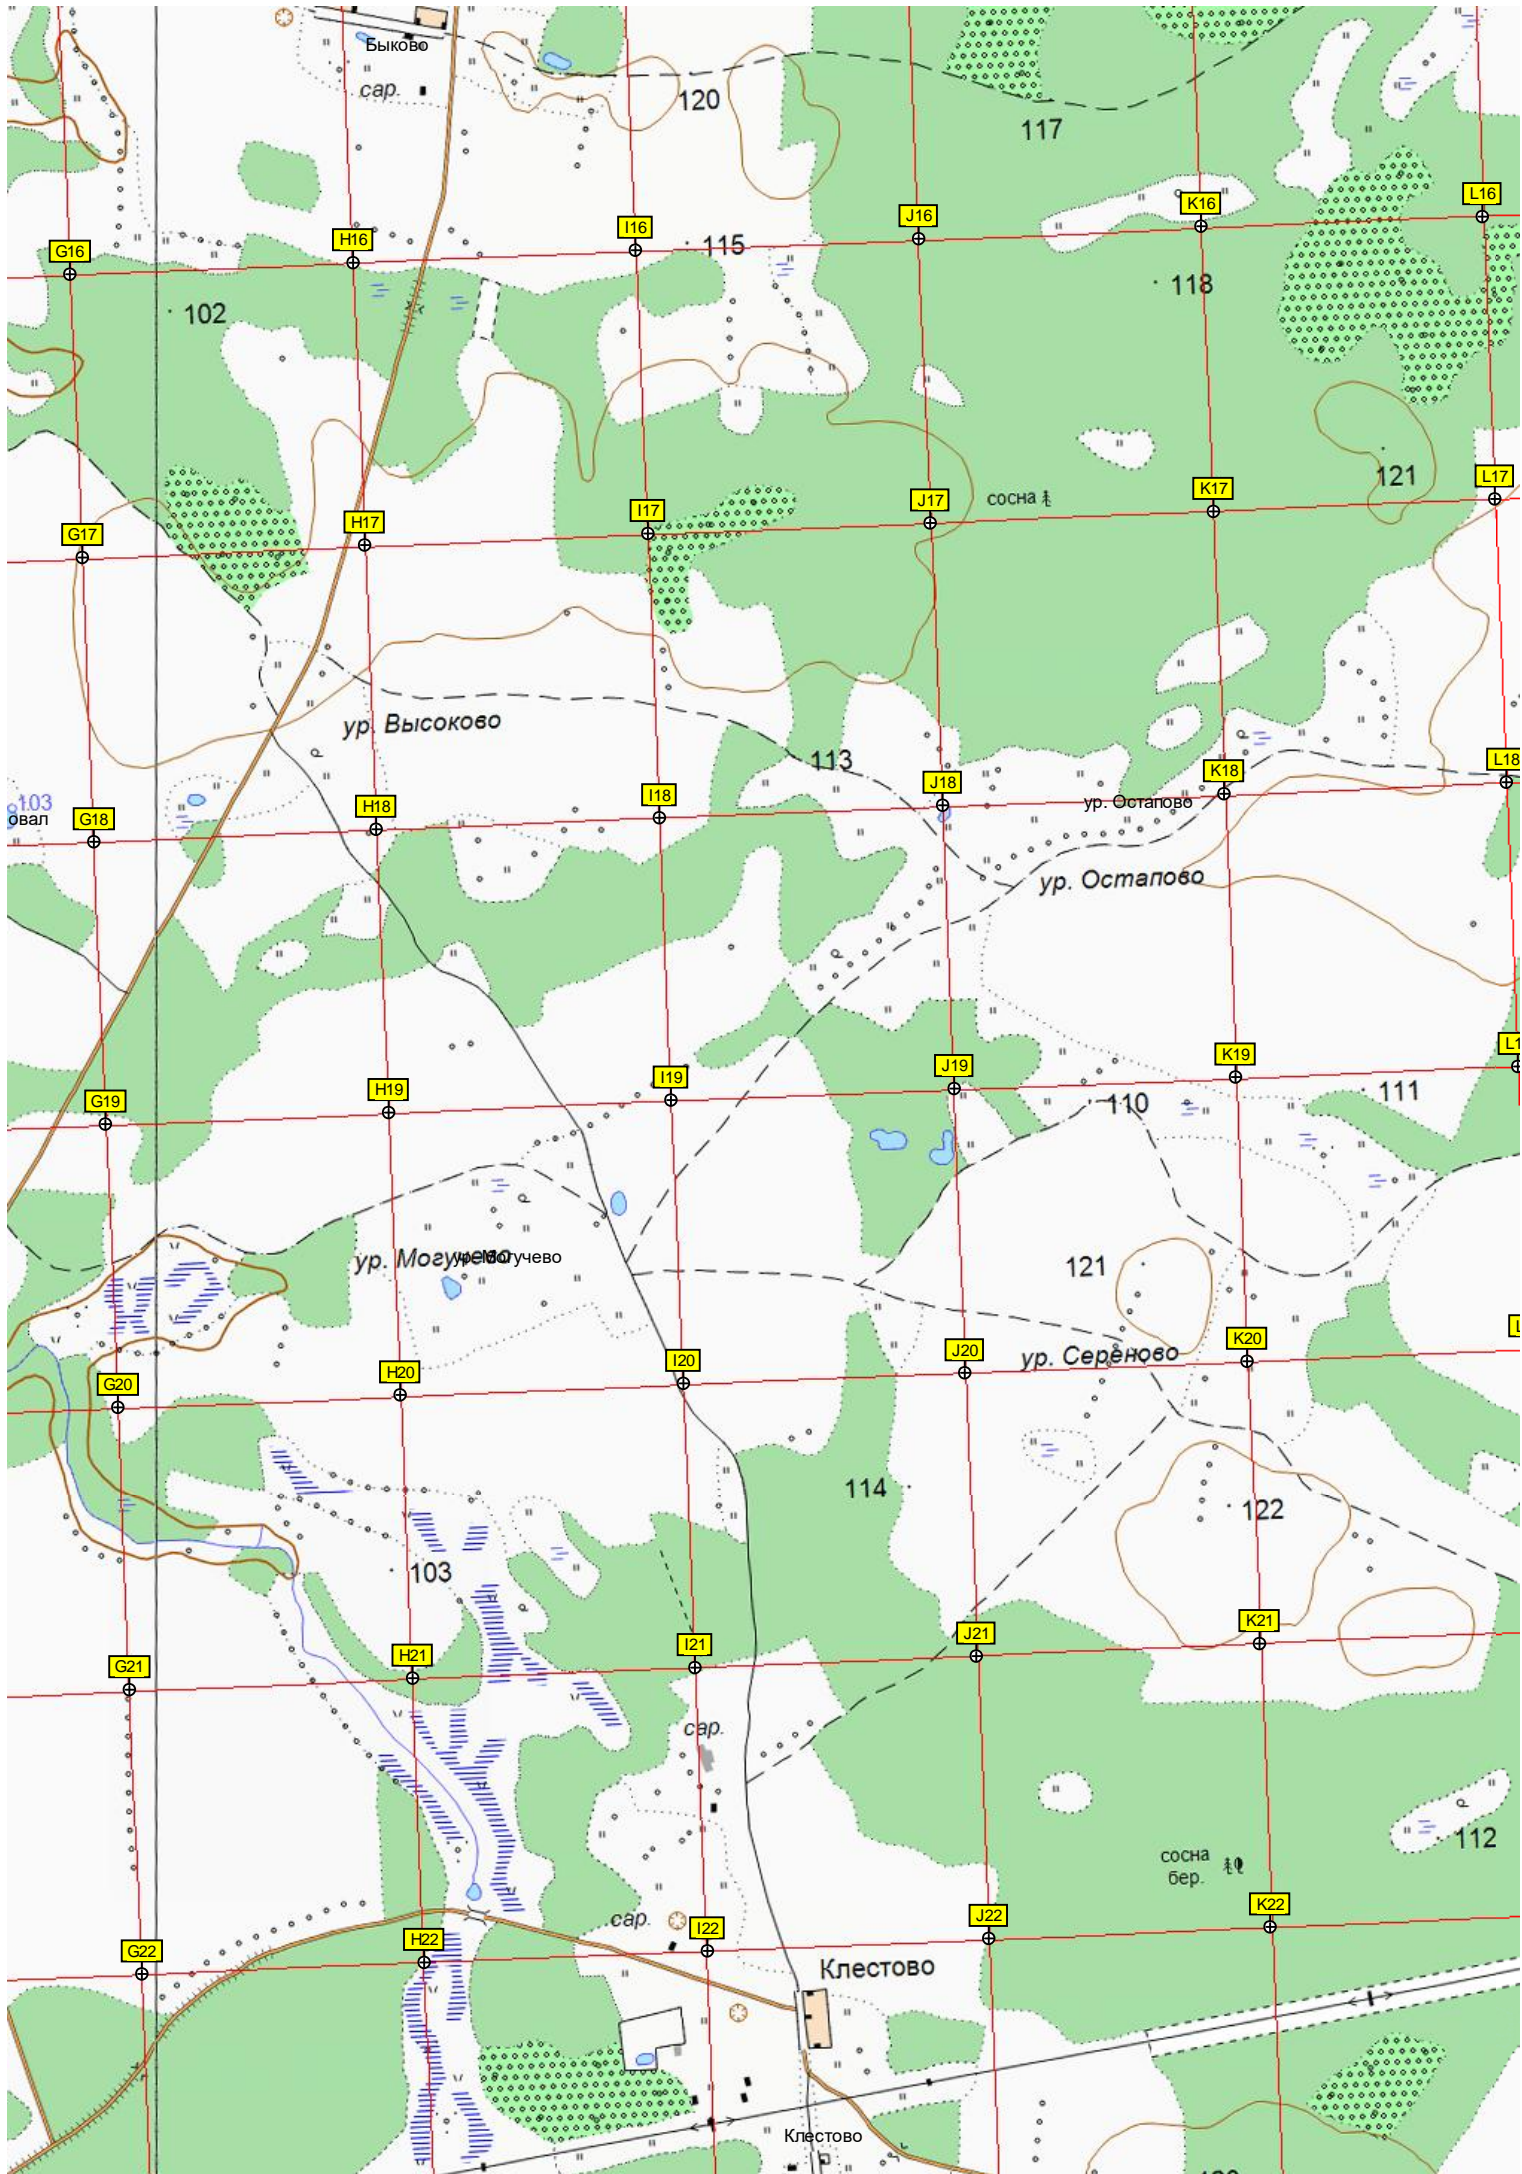 Быково
сар.
120
117
L16
K16
J16
I16
H16
G16
115
118
102
121
L17
K17
J17
I17
H17
G17
сосна
ур. Высоково
113
L18
K18
J18
I18
H18
G18
103
овал
ур. Остапово
ур. Остапово
K19
J19
I19
H19
G19
110
111
ур. Могучево
ур. Могучево
121
K20
J20
I20
H20
G20
ур. Сереново
114
122
103
K21
J21
I21
H21
G21
сар.
112
сосна
бер.
K22
J22
I22
H22
G22
сар.
Клестово
Клестово